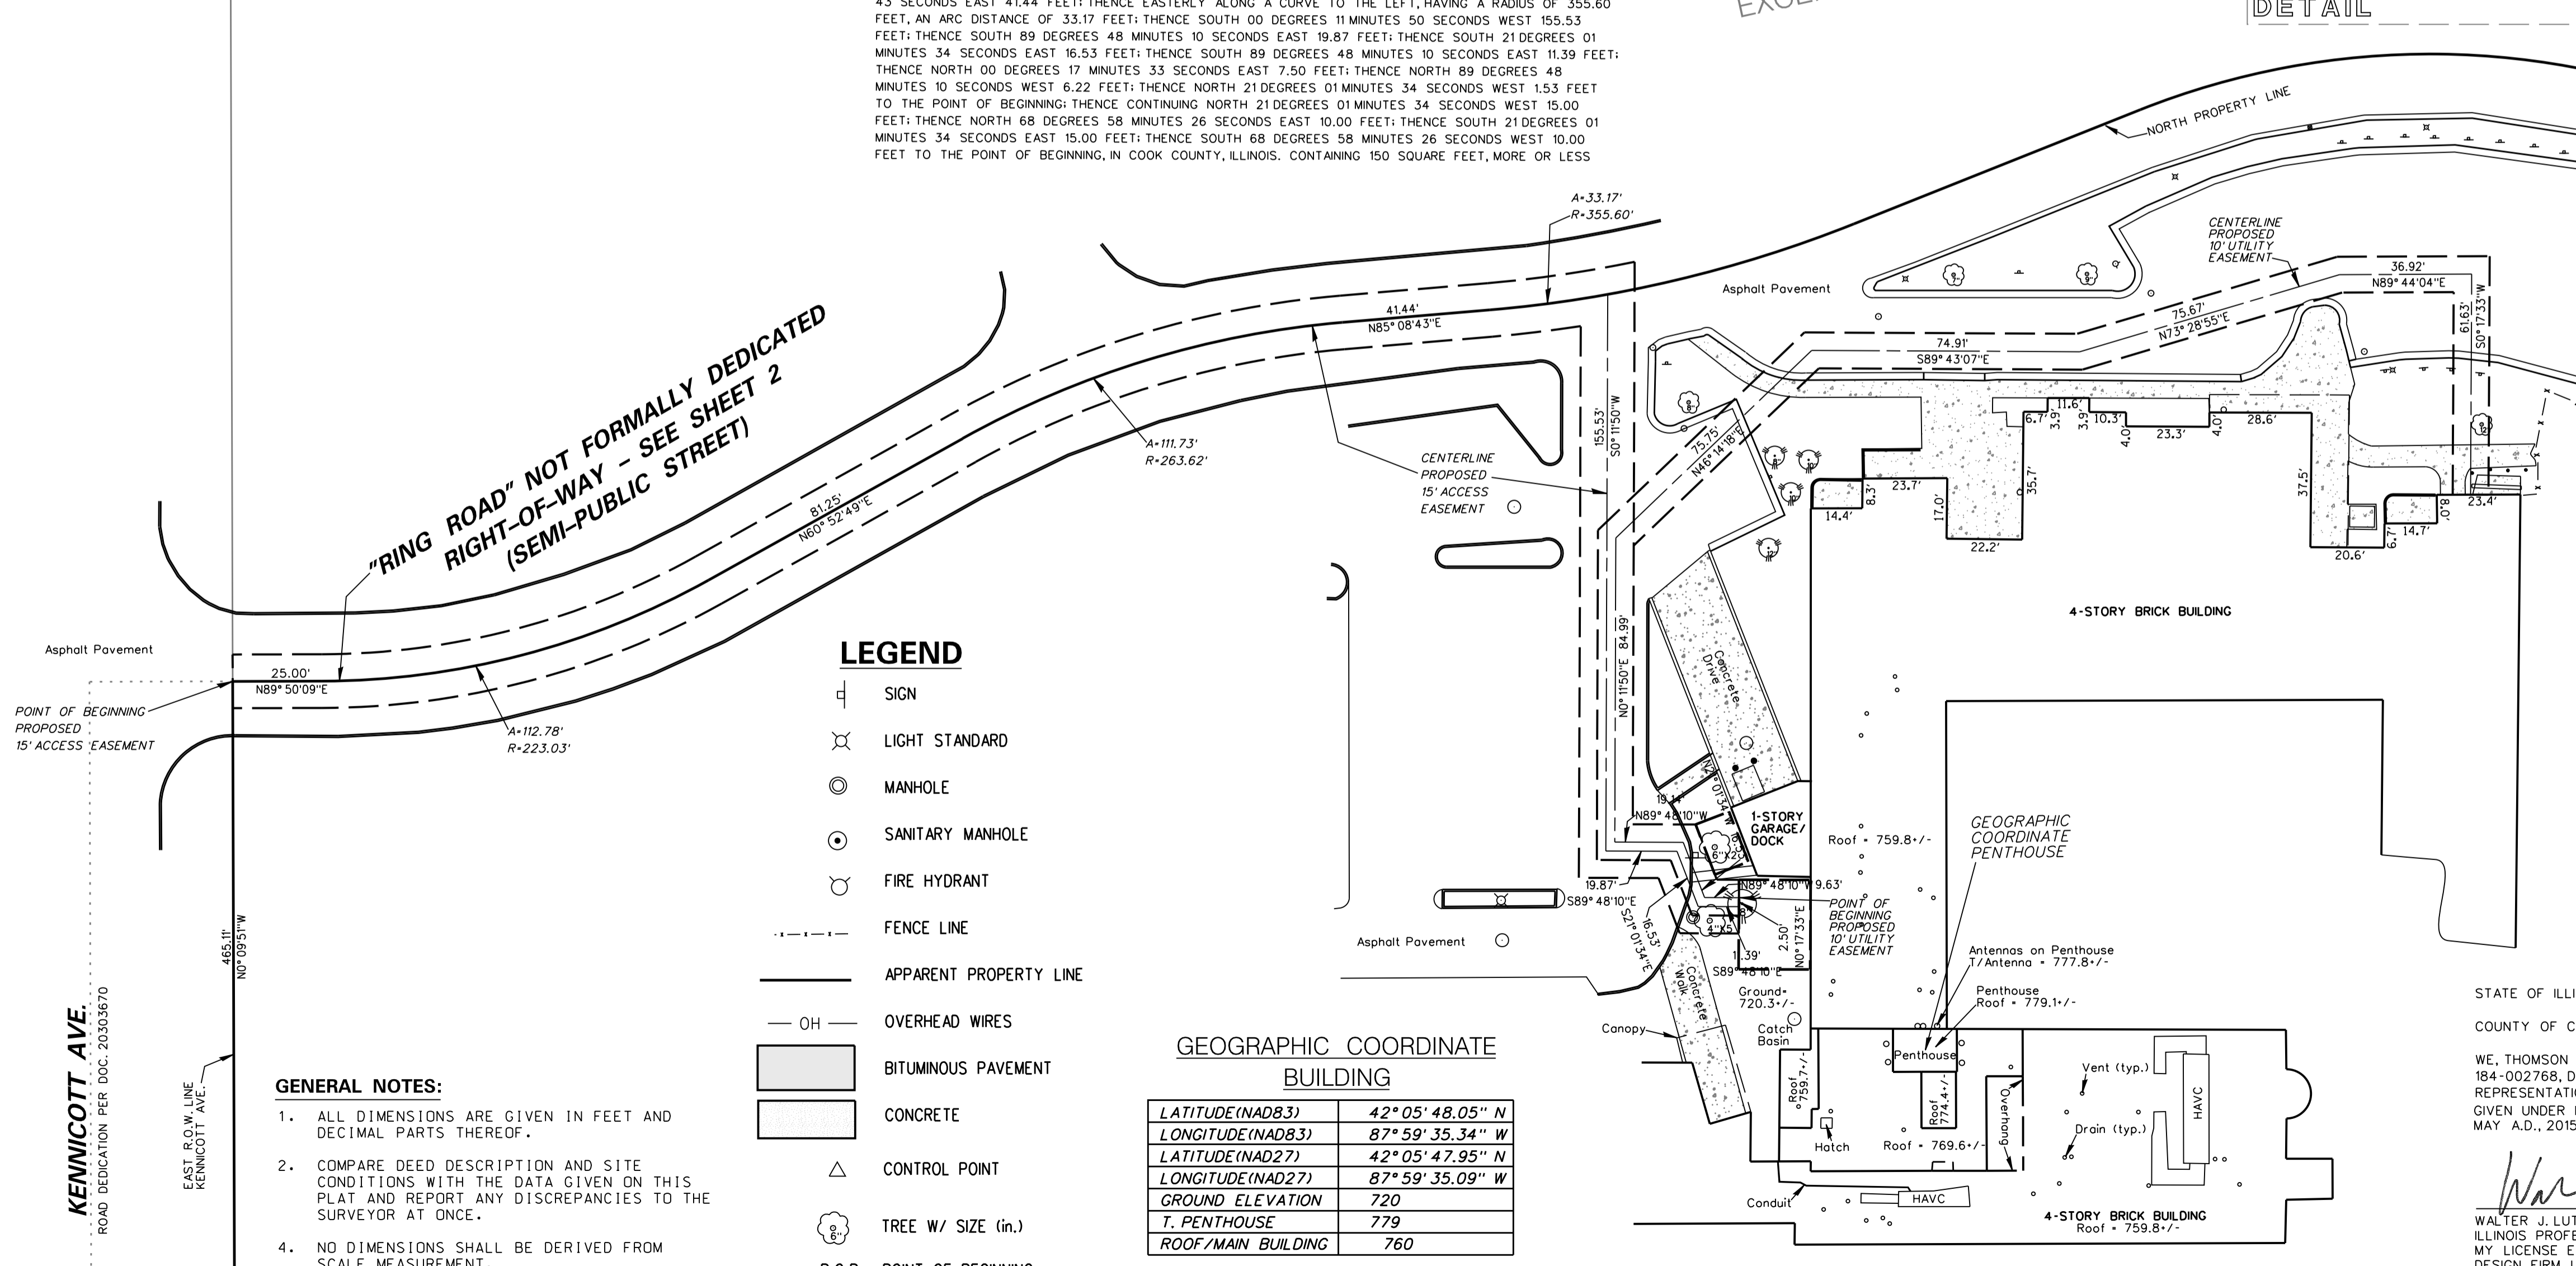 43 SECONDS EAST 41.44 FEET; THENCE EASTERLY ALONG A CURVE TO THE LEFT, HAVING A RADIUS OF 355.60
FEET, AN ARC DISTANCE OF 33.17 FEET; THENCE SOUTH 00 DEGREES 11 MINUTES 50 SECONDS WEST 155.53
FEET; THENCE SOUTH 89 DEGREES 48 MINUTES 10 SECONDS EAST 19.87 FEET; THENCE SOUTH 21 DEGREES 01
MINUTES 34 SECONDS EAST 16.53 FEET; THENCE SOUTH 89 DEGREES 48 MINUTES 10 SECONDS EAST 11.39 FEET;
THENCE NORTH 00 DEGREES 17 MINUTES 33 SECONDS EAST 7.50 FEET; THENCE NORTH 89 DEGREES 48
MINUTES 10 SECONDS WEST 6.22 FEET; THENCE NORTH 21 DEGREES 01 MINUTES 34 SECONDS WEST 1.53 FEET
TO THE POINT OF BEGINNING; THENCE CONTINUING NORTH 21 DEGREES 01 MINUTES 34 SECONDS WEST 15.00
FEET; THENCE NORTH 68 DEGREES 58 MINUTES 26 SECONDS EAST 10.00 FEET; THENCE SOUTH 21 DEGREES 01
MINUTES 34 SECONDS EAST 15.00 FEET; THENCE SOUTH 68 DEGREES 58 MINUTES 26 SECONDS WEST 10.00
FEET TO THE POINT OF BEGINNING, IN COOK COUNTY, ILLINOIS. CONTAINING 150 SQUARE FEET, MORE OR LESS
DETAIL
NORTH PROPERTY LINE
A=33.17'
R=355.60'
CENTERLINE
PROPOSED
10' UTILITY
EASEMENT
Asphalt Pavement
36.92'
N89° 44'04"E
75.67'
N73° 28'55"E
61.63'
S0° 17'33"W
74.91'
S89° 43'07"E
41.44'
N85° 08'43"E
155.53'
S0° 11'50"W
75.75'
N46° 14'18"E
"RING ROAD" NOT FORMALLY DEDICATED
RIGHT-OF-WAY - SEE SHEET 2
(SEMI-PUBLIC STREET)
81.25'
N60° 52'49"E
A=111.73'
R=263.62'
CENTERLINE
PROPOSED
15' ACCESS
EASEMENT
6.7'
3.9'
11.6'
3.9'
10.3'
4.0'
23.3'
4.0'
28.6'
35.7'
37.5'
14.4'
8.3'
23.7'
17.0'
22.2'
20.6'
6.7'
14.7'
8.0'
23.4'
12"
4-STORY BRICK BUILDING
Asphalt Pavement
25.00'
N89° 50'09"E
POINT OF BEGINNING
PROPOSED
15' ACCESS EASEMENT
A=112.78'
R=223.03'
N0° 11'50"E 84.99'
Concrete
Drive
LEGEND
SIGN
LIGHT STANDARD
MANHOLE
SANITARY MANHOLE
FIRE HYDRANT
FENCE LINE
APPARENT PROPERTY LINE
OH
OVERHEAD WIRES
BITUMINOUS PAVEMENT
CONCRETE
CONTROL POINT
6"
TREE W/ SIZE (in.)
19.14'
N89° 48'10"W
N21° 01'34"W
1-STORY
GARAGE/
DOCK
6"X2
Roof = 759.8+/-
GEOGRAPHIC
COORDINATE
PENTHOUSE
19.87'
S89° 48'10"E
N89° 48'10"W 9.63'
16.53'
S21° 01'34"E
4"X5
11.39'
S89° 48'10"E
2.50'
N0° 17'33"E
POINT OF
BEGINNING
PROPOSED
10' UTILITY
EASEMENT
Asphalt Pavement
Concrete
Walk
Ground=
720.3+/-
Canopy
Catch
Basin
Antennas on Penthouse
T/Antenna = 777.8+/-
Penthouse
Roof = 779.1+/-
Penthouse
Roof
759.7+/-
Roof
774.4+/-
Overhang
Hatch
Roof = 769.6+/-
Vent (typ.)
Drain (typ.)
HAVC
Conduit
HAVC
4-STORY BRICK BUILDING
Roof = 759.8+/-
465.11'
N0° 09'51"W
KENNICOTT AVE.
ROAD DEDICATION PER DOC. 20303670
EAST R.O.W. LINE
KENNICOTT AVE.
GENERAL NOTES:
1. ALL DIMENSIONS ARE GIVEN IN FEET AND
DECIMAL PARTS THEREOF.
2. COMPARE DEED DESCRIPTION AND SITE
CONDITIONS WITH THE DATA GIVEN ON THIS
PLAT AND REPORT ANY DISCREPANCIES TO THE
SURVEYOR AT ONCE.
4. NO DIMENSIONS SHALL BE DERIVED FROM
SCALE MEASUREMENT.
GEOGRAPHIC COORDINATE
BUILDING
LATITUDE(NAD83) 42° 05' 48.05" N
LONGITUDE(NAD83) 87° 59' 35.34" W
LATITUDE(NAD27) 42° 05' 47.95" N
LONGITUDE(NAD27) 87° 59' 35.09" W
GROUND ELEVATION 720
T. PENTHOUSE 779
ROOF/MAIN BUILDING 760
STATE OF ILLI
COUNTY OF C
WE, THOMSON
184-002768, D
REPRESENTATI
GIVEN UNDER
MAY A.D., 2015
WALTER J. LUT
ILLINOIS PROFE
MY LICENSE E